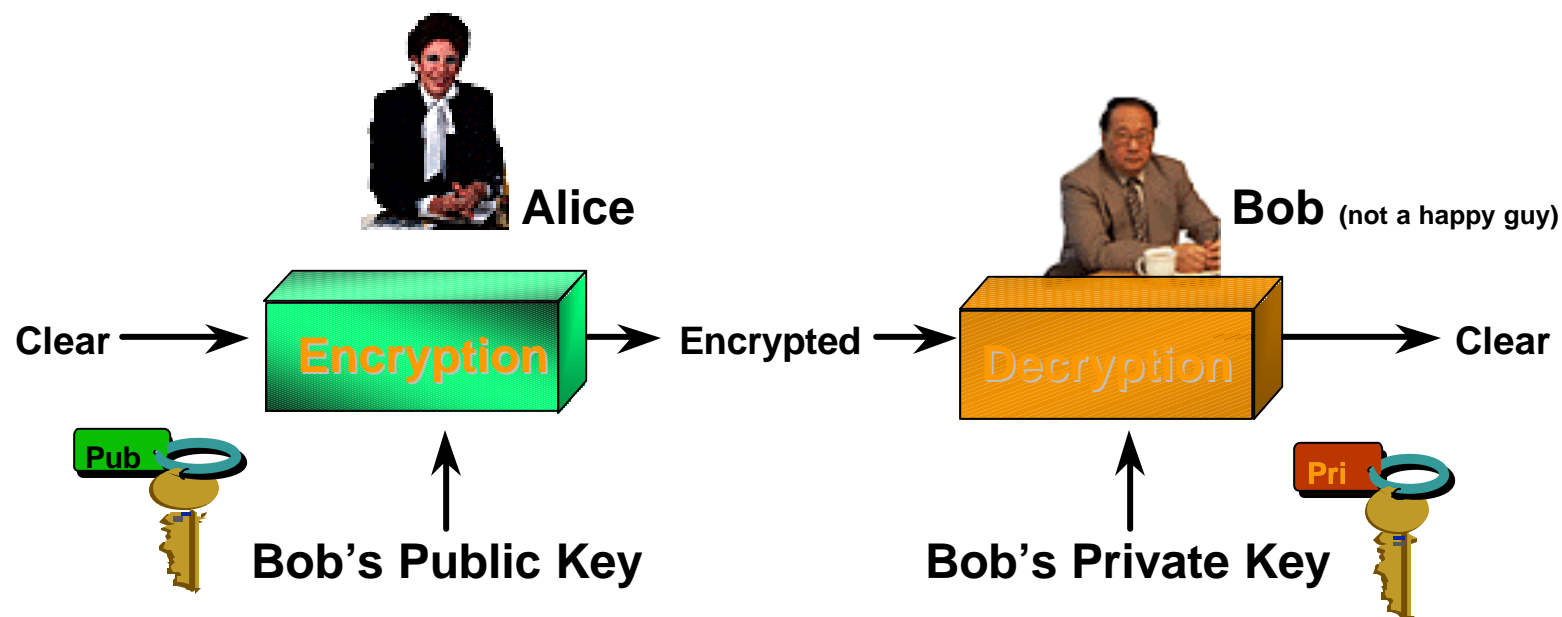 Alice
Bob (not a happy guy)
Clear
Encryption
Encrypted
Decryption
Clear
Pub
Bob’s Public Key
Bob’s Private Key
Pri